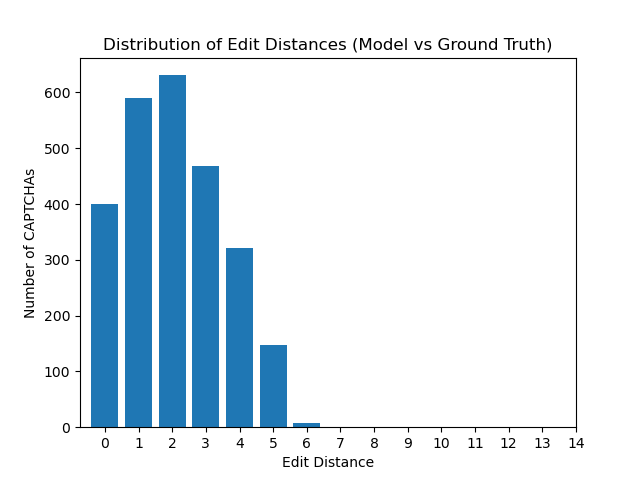 Distribution of Edit Distances (Model vs Ground Truth)
600
500
400
300
200
100
0
Number of CAPTCHAs
0 1 2 3 4 5 6 7 8 9 10 11 12 13 14
Edit Distance